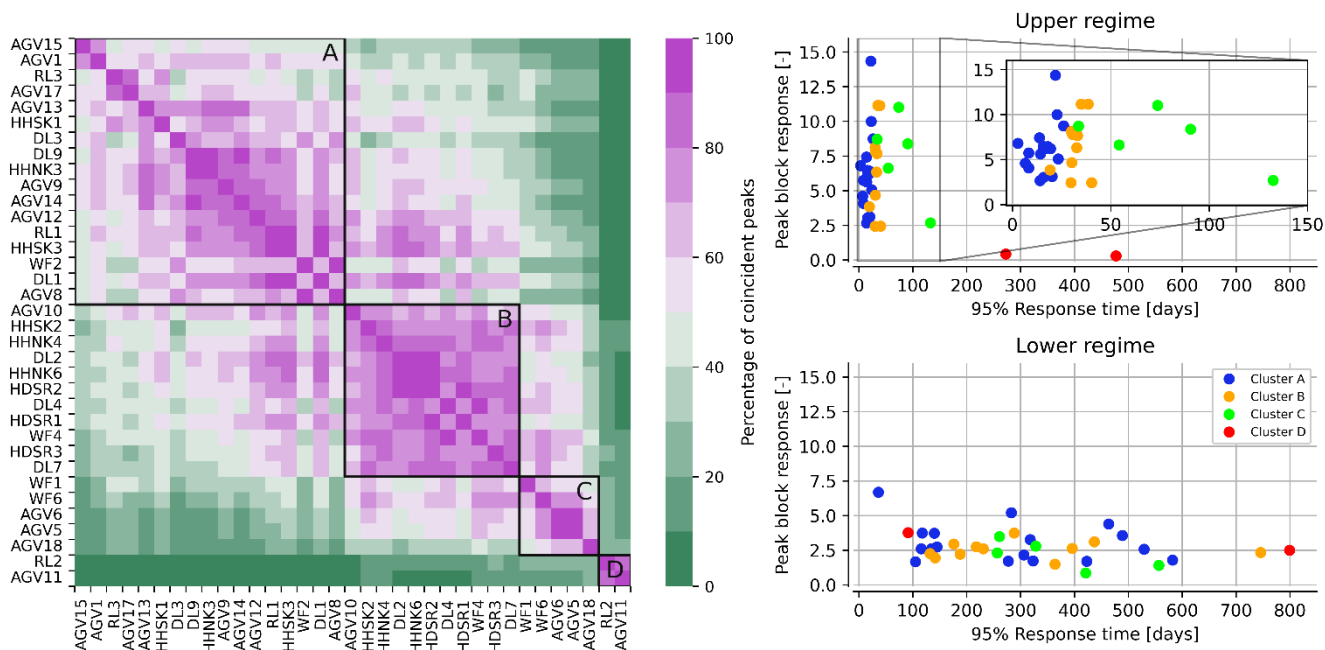 AGV15
AGV1
RL3
AGV17
AGV13
HHSK1
DL3
DL9
HHNK3
AGV9
AGV14
AGV12
RL1
HHSK3
WF2
DL1
AGV8
AGV10
HHSK2
HHNK4
DL2
HHNK6
HDSR2
DL4
HDSR1
WF4
HDSR3
DL7
WF1
WF6
AGV6
AGV5
AGV18
RL2
AGV11
A
B
C
D
AGV15 AGV1 RL3 AGV17 AGV13 HHSK1 DL3 DL9 HHNK3 AGV9 AGV14 AGV12 RL1 HHSK3 WF2 DL1 AGV8 AGV10 HHSK2 HHNK4 DL2 HHNK6 HDSR2 DL4 HDSR1 WF4 HDSR3 DL7 WF1 WF6 AGV6 AGV5 AGV18 RL2 AGV11
100
80
60
40
20
0
Percentage of coincident peaks
Upper regime
Peak block response [-]
16.0
12.5
10.0
7.5
5.0
2.5
0.0
15
10
5
0
0 50 100 150
0 100 200 300 400 500 600 700 800
95% Response time [days]
Lower regime
Peak block response [-]
15.0
12.5
10.0
7.5
5.0
2.5
0.0
Cluster A
Cluster B
Cluster C
Cluster D
0 100 200 300 400 500 600 700 800
95% Response time [days]